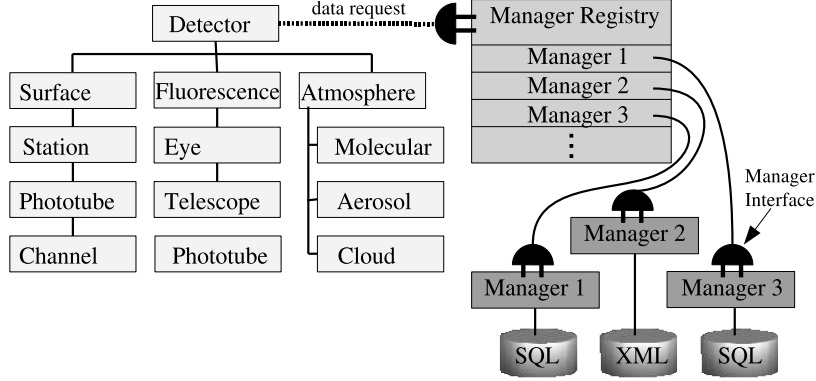 data request
Detector
Manager Registry
Manager 1
Manager 2
Manager 3
Surface
Fluorescence
Atmosphere
Station
Eye
Molecular
Phototube
Telescope
Aerosol
Channel
Phototube
Cloud
Manager
Interface
Manager 2
Manager 1
Manager 3
SQL
XML
SQL